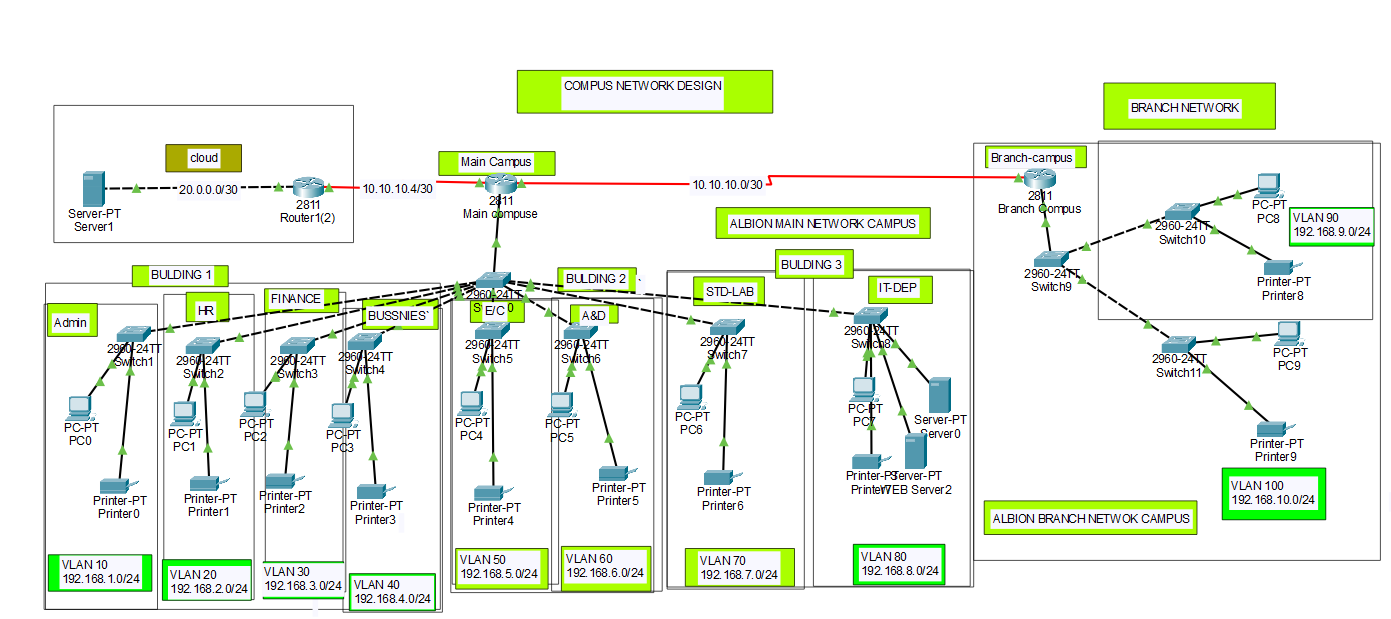 COMPUS NETWORK DESIGN
BRANCH NETWORK
cloud
Server-PT
Server1
20.0.0.0/30
2811
Router1(2)
10.10.10.4/30
Main Campus
2811
Main compuse
10.10.10.0/30
ALBION MAIN NETWORK CAMPUS
Branch-campus
2811
Branch Compus
2960-24TT
Switch9
2960-24TT
Switch10
PC-PT
PC8
VLAN 90
192.168.9.0/24
Printer-PT
Printer8
2960-24TT
Switch11
PC-PT
PC9
Printer-PT
Printer9
VLAN 100
192.168.10.0/24
ALBION BRANCH NETWOK CAMPUS
BULDING 1
2960-24TT
BULDING 2
BULDING 3
Admin
2960-24TT
Switch1
PC-PT
PC0
Printer-PT
Printer0
VLAN 10
192.168.1.0/24
HR
2960-24TT
Switch2
PC-PT
PC1
Printer-PT
Printer1
VLAN 20
192.168.2.0/24
FINANCE
2960-24TT
Switch3
PC-PT
PC2
Printer-PT
Printer2
VLAN 30
192.168.3.0/24
BUSSNIES`
2960-24TT
Switch4
PC-PT
PC3
Printer-PT
Printer3
VLAN 40
192.168.4.0/24
E/C
2960-24TT
Switch5
PC-PT
PC4
Printer-PT
Printer4
VLAN 50
192.168.5.0/24
A&D
2960-24TT
Switch6
PC-PT
PC5
Printer-PT
Printer5
VLAN 60
192.168.6.0/24
STD-LAB
2960-24TT
Switch7
PC-PT
PC6
Printer-PT
Printer6
VLAN 70
192.168.7.0/24
IT-DEP
2960-24TT
Switch8
PC-PT
PC7
Server-PT
Server0
Printer-PT
Printer7
Server-PT
WEB Server2
VLAN 80
192.168.8.0/24